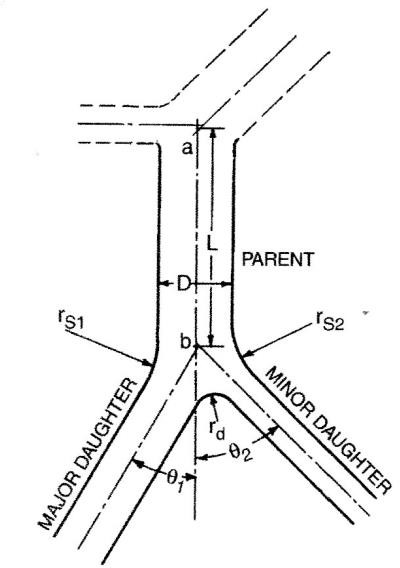 a
L
PARENT
D
rS1
rS2
b
MAJOR DAUGHTER
MINOR DAUGHTER
rd
θ1
θ2